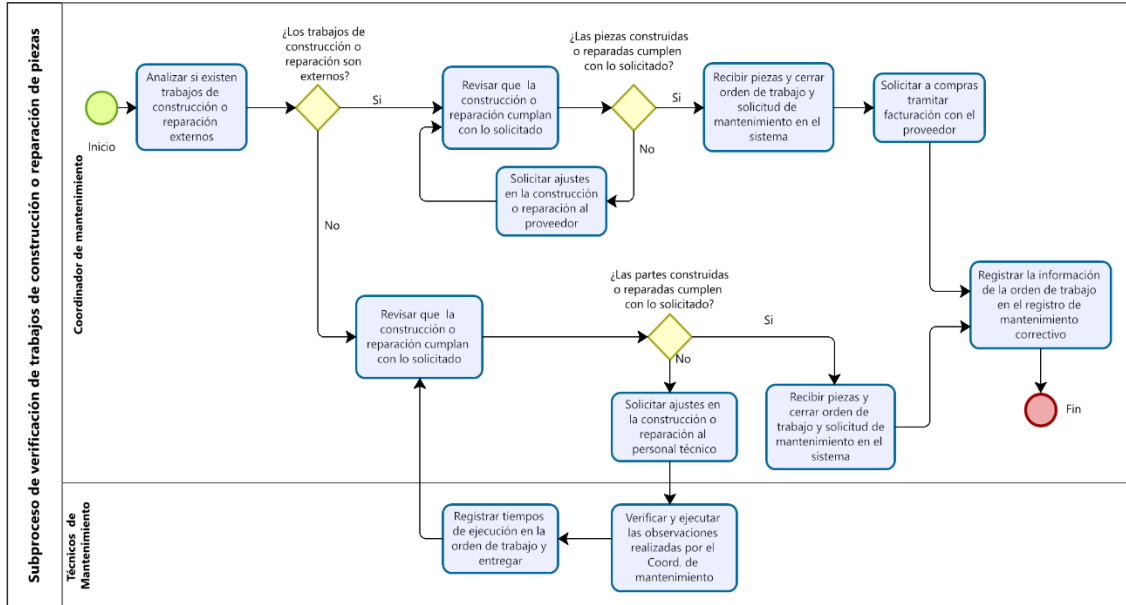 Subproceso de verificación de trabajos de construcción o reparación de piezas
Coordinador de mantenimiento
Inicio
Analizar si existen
trabajos de
construcción o
reparación
externos
¿Los trabajos de
construcción o
reparación son
externos?
Si
No
Revisar que la
construcción o
reparación cumplan
con lo solicitado
¿Las piezas construidas
o reparadas cumplen
con lo solicitado?
Si
No
Solicitar ajustes
en la construcción
o reparación al
proveedor
Recibir piezas y cerrar
orden de trabajo y
solicitud de
mantenimiento en el
sistema
Solicitar a compras
tramitar
facturación con el
proveedor
Revisar que la
construcción o
reparación cumplan
con lo solicitado
¿Las partes construidas
o reparadas cumplen
con lo solicitado?
Si
No
Solicitar ajustes en
la construcción o
reparación al
personal técnico
Recibir piezas y
cerrar orden de
trabajo y solicitud de
mantenimiento en el
sistema
Registrar la información
de la orden de trabajo
en el registro de
mantenimiento
correctivo
Fin
Técnicos de
Mantenimiento
Registrar tiempos
de ejecución en la
orden de trabajo y
entregar
Verificar y ejecutar
las observaciones
realizadas por el
Coord. de
mantenimiento